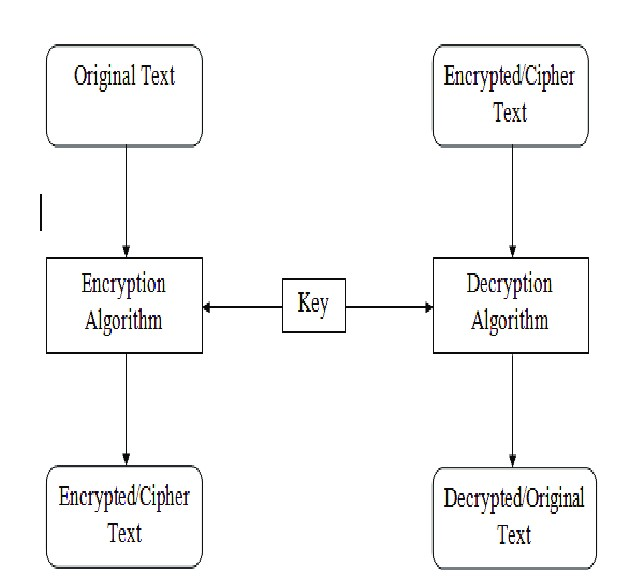 Original Text
Encrypted/Cipher
Text
Encryption
Algorithm
Key
Decryption
Algorithm
Encrypted/Cipher
Text
Decrypted/Original
Text